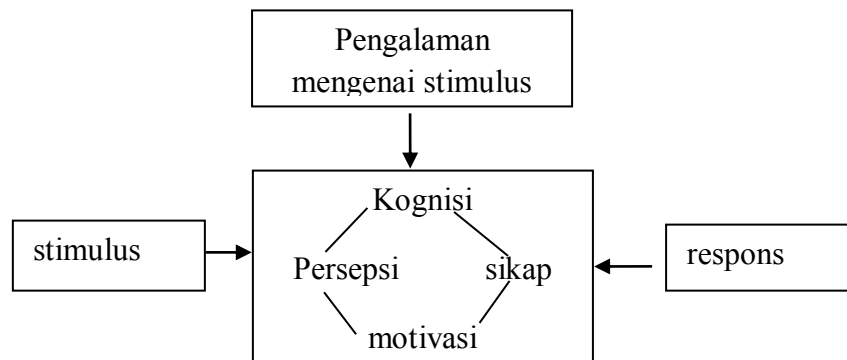 Pengalaman
mengenai stimulus
Kognisi
stimulus
Persepsi
sikap
respons
motivasi